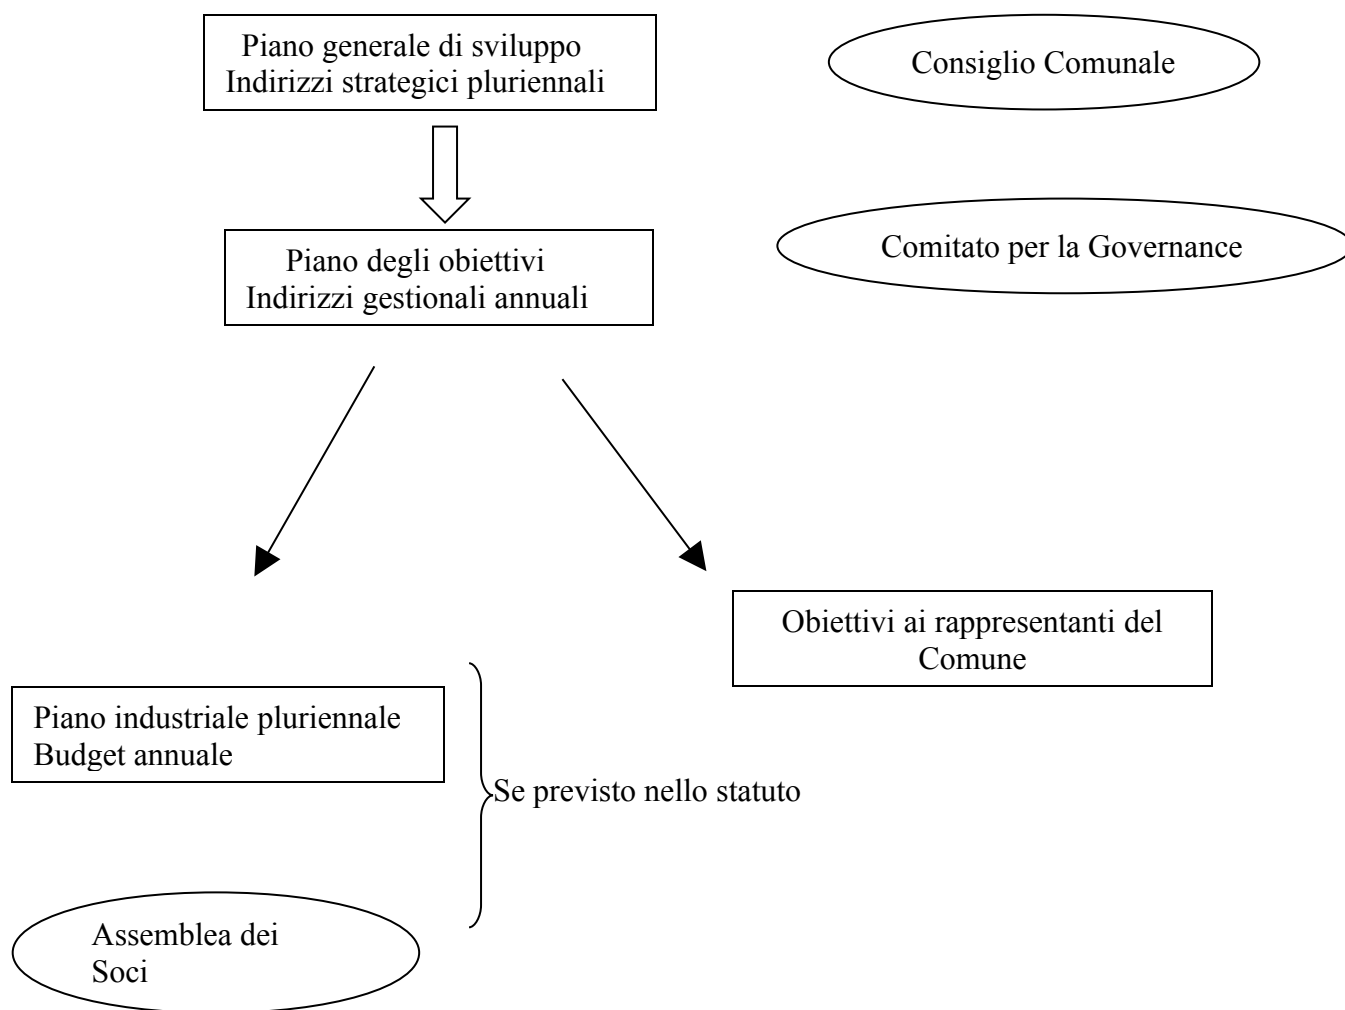 Piano generale di sviluppo
Indirizzi strategici pluriennali
Consiglio Comunale
Comitato per la Governance
Piano degli obiettivi
Indirizzi gestionali annuali
Obiettivi ai rappresentanti del
Comune
Piano industriale pluriennale
Budget annuale
Se previsto nello statuto
Assemblea dei
Soci